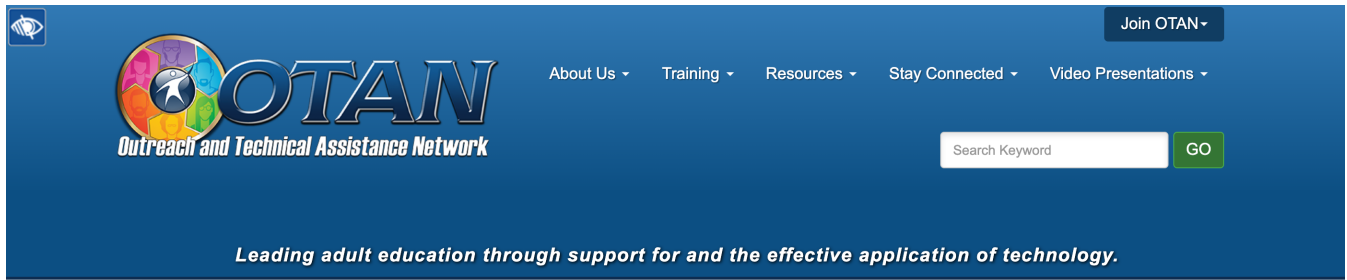 Join OTAN
About Us Training Resources Stay Connected Video Presentations
OTAN
Outreach and Technical Assistance Network
Search Keyword GO
Leading adult education through support for and the effective application of technology.